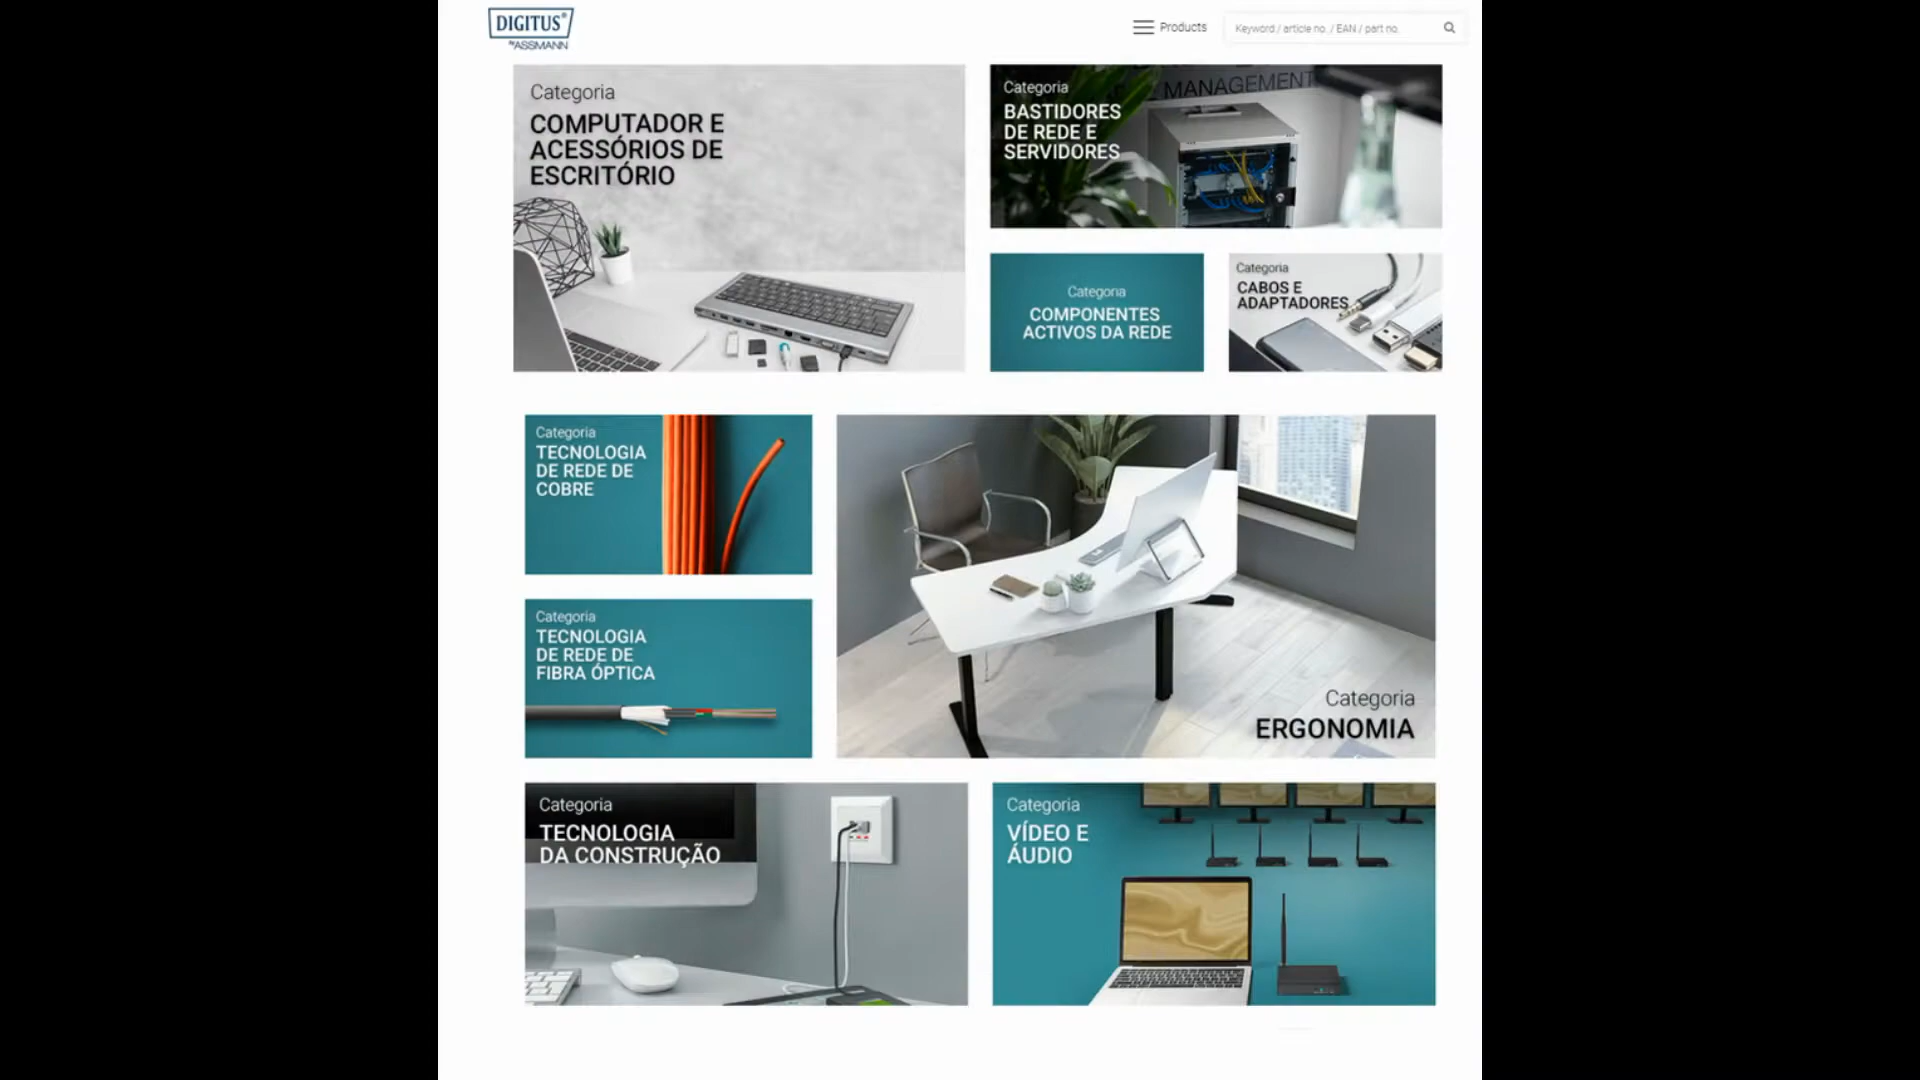 DIGITUS®
by ASSMANN
Products
Keyword / article no. / EAN / part no.
Categoria
COMPUTADOR E
ACESSÓRIOS DE
ESCRITÓRIO
MANAGEMENT
Categoria
BASTIDORES
DE REDE E
SERVIDORES
Categoria
COMPONENTES
ACTIVOS DA REDE
Categoria
CABOS E
ADAPTADORES
Categoria
TECNOLOGIA
DE REDE DE
COBRE
Categoria
TECNOLOGIA
DE REDE DE
FIBRA ÓPTICA
Categoria
ERGONOMIA
Categoria
TECNOLOGIA
DA CONSTRUÇÃO
Categoria
VÍDEO E
ÁUDIO